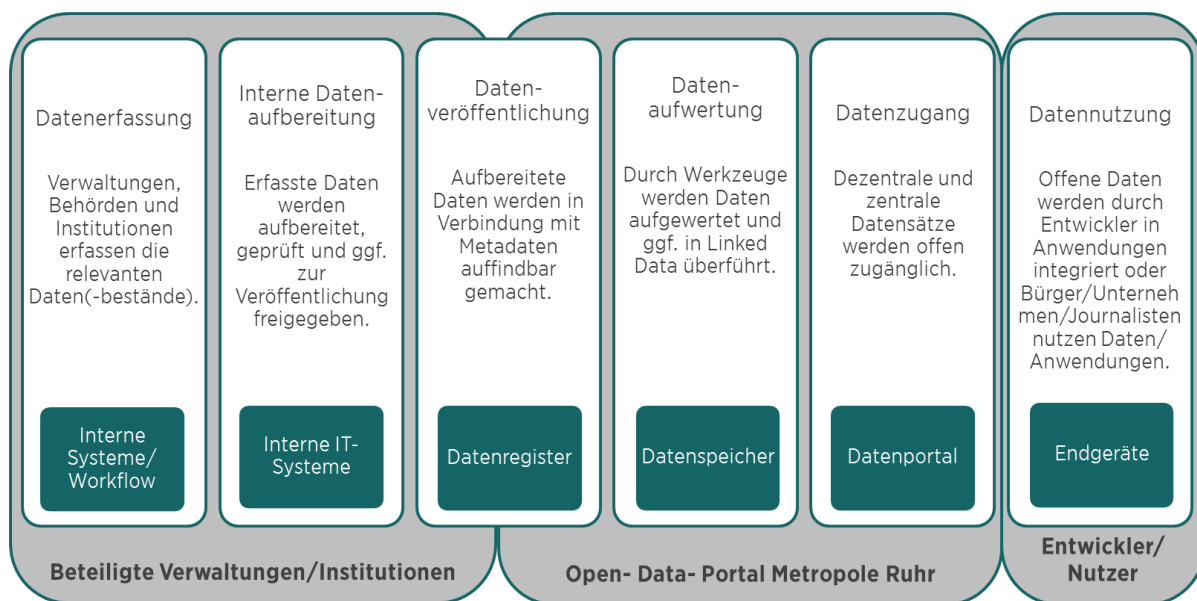 Datenerfassung
Verwaltungen,
Behörden und
Institutionen
erfassen die
relevanten
Daten(-bestände).
Interne
Systeme/
Workflow
Interne Daten-
aufbereitung
Erfasste Daten
werden
aufbereitet,
geprüft und ggf.
zur
Veröffentlichung
freigegeben.
Interne IT-
Systeme
Daten-
veröffentlichung
Aufbereitete
Daten werden in
Verbindung mit
Metadaten
auffindbar
gemacht.
Datenregister
Daten-
aufwertung
Durch Werkzeuge
werden Daten
aufgewertet und
ggf. in Linked
Data überführt.
Datenspeicher
Datenzugang
Dezentrale und
zentrale
Datensätze
werden offen
zugänglich.
Datenportal
Datennutzung
Offene Daten
werden durch
Entwickler in
Anwendungen
integriert oder
Bürger/Unterneh
men/Journalisten
nutzen Daten/
Anwendungen.
Endgeräte
Beteiligte Verwaltungen/Institutionen
Open- Data- Portal Metropole Ruhr
Entwickler/
Nutzer